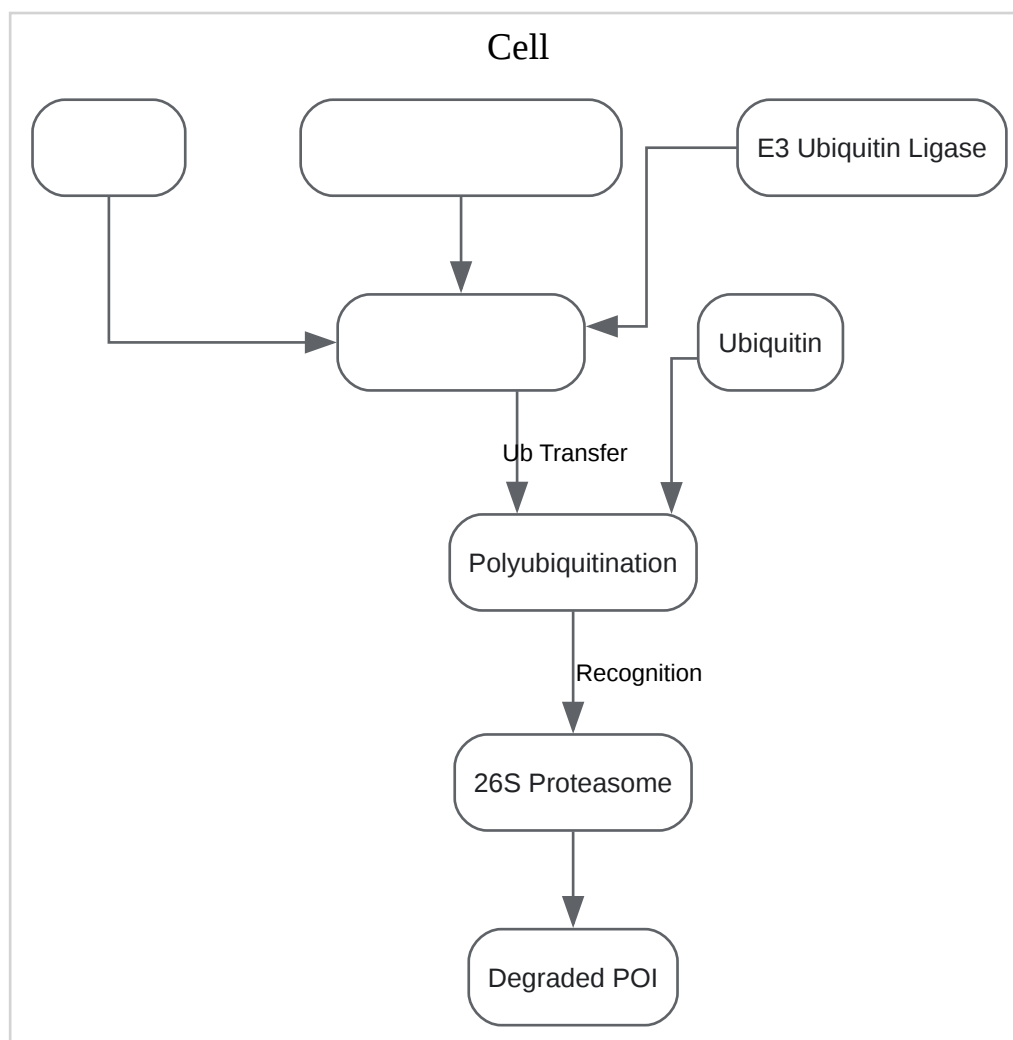 Cell
E3 Ubiquitin Ligase
Ubiquitin
Ub Transfer
Polyubiquitination
Recognition
26S Proteasome
Degraded POI